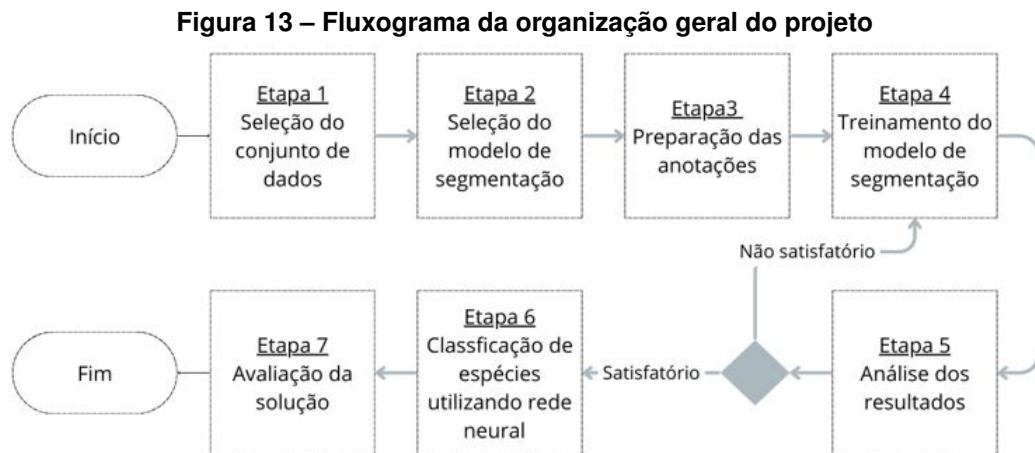 Figura 13 – Fluxograma da organização geral do projeto
Início
Etapa 1
Seleção do
conjunto de
dados
Etapa 2
Seleção do
modelo de
segmentação
Etapa3
Preparação das
anotações
Etapa 4
Treinamento do
modelo de
segmentação
Não satisfatório
Etapa 5
Análise dos
resultados
Satisfatório
Etapa 6
Classficação de
espécies
utilizando rede
neural
Etapa 7
Avaliação da
solução
Fim